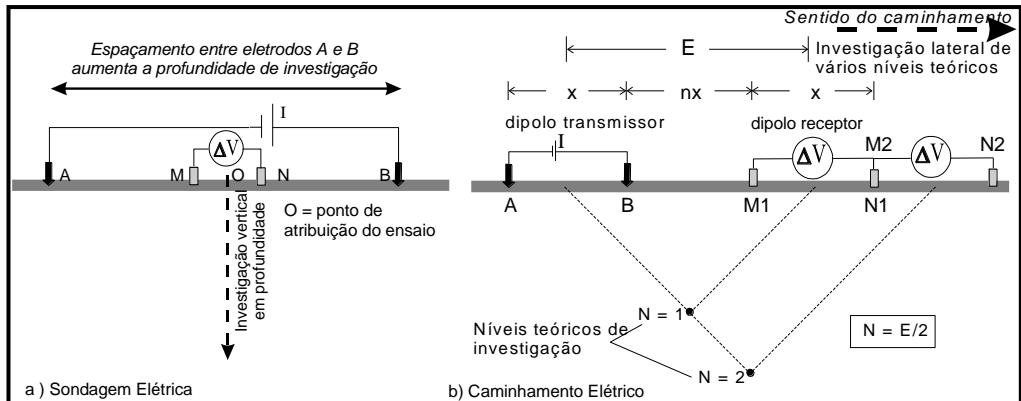 Espaçamento entre eletrodos A e B
aumenta a profundidade de investigação
I
ΔV
A
M
O
N
B
Investigação vertical
em profundidade
O = ponto de
atribuição do ensaio
a ) Sondagem Elétrica
Sentido do caminhamento
Investigação lateral de
vários níveis teóricos
E
x
nx
x
dipolo transmissor
dipolo receptor
I
ΔV
M2
ΔV
N2
A
B
M1
N1
N = 1
Níveis teóricos de
investigação
N = 2
N = E/2
b) Caminhamento Elétrico